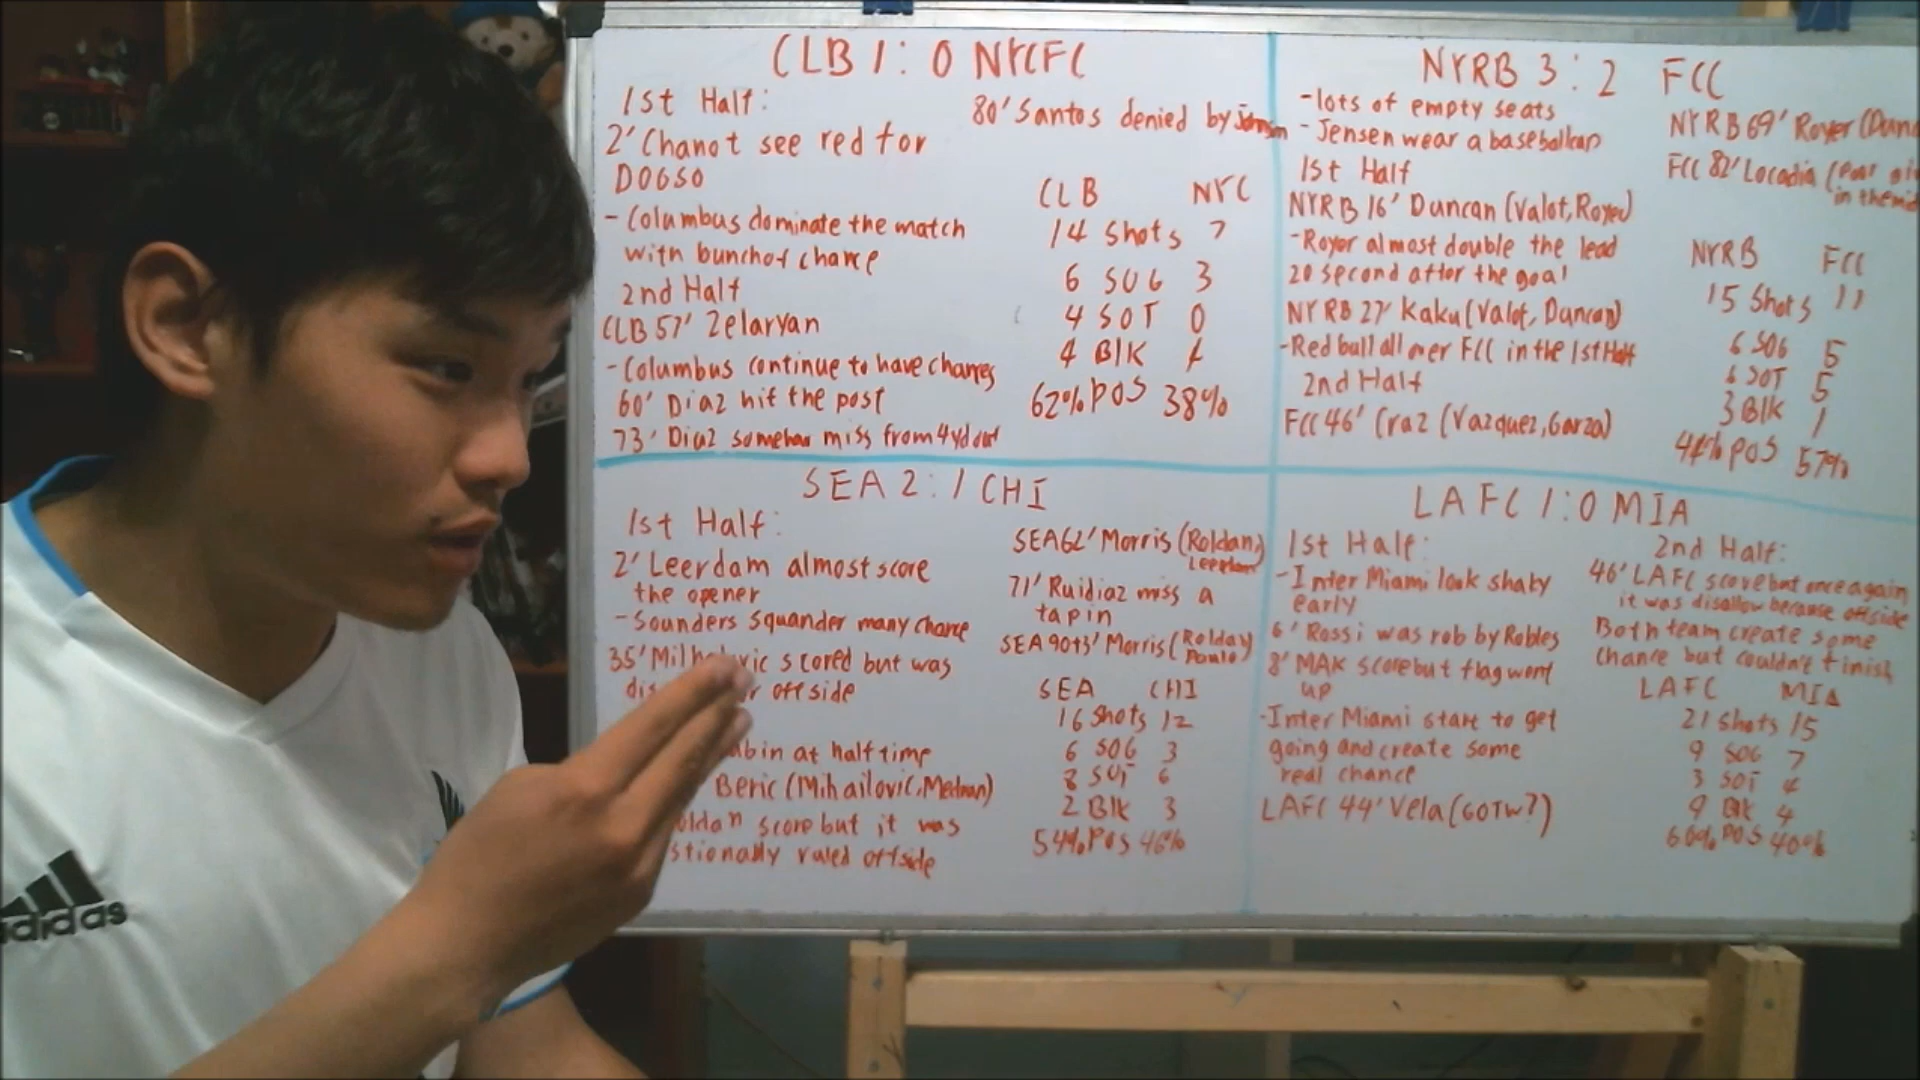 CLB 1:0 NYCFC
1st Half:
2' Chanot see red for
DOGSO
- Columbus dominate the match
with bunch of chance
2nd Half
CLB 57' Zelaryan
- Columbus continue to have chances
60' Diaz hit the post
73' Diaz somehow miss from 4yd out
80' Santos denied by
CLB NYC
14 Shots 7
6 SOG 3
4 SOT 0
4 Blk 4
62% POS 38%
NYRB 3:2 FCC
- lots of empty seats
- Jensen wear a baseball cap
1st Half
NYRB 16' Duncan (Valot, Royer)
- Royer almost double the lead
20 second after the goal
NYRB 27' Kaku (Valot, Duncan)
- Red bull all over FCC in the 1st Half
2nd Half
FCC 46' Cruz (Vazquez, Garza)
NYRB 69' Royer (Dun
FCC 82' Locadia (
in the mid
NYRB FCC
15 Shots 11
6 SOG 5
6 SOT 5
3 Blk 1
POS 57%
SEA 2:1 CHI
1st Half:
2' Leerdam almost score
the opener
- Sounders squander many chance
35' scored but was
offside
at half time
Beric (Mihailovic, Medran)
score but it was
ruled offside
SEA 62' Morris (Roldan,
Leerdam)
71' Ruidiaz miss a
tap in
SEA 90+3' Morris (Roldan,
Paulo)
SEA CHI
16 Shots 12
6 SOG 3
8 SOT 6
2 Blk 3
54% Pos 46%
LAFC 1:0 MIA
1st Half:
- Inter Miami look shaky
early
6' Rossi was rob by Robles
8' MAK score but flag went
up
- Inter Miami start to get
going and create some
real chance
LAFC 44' Vela (GOTW?)
2nd Half:
46' LAFC score but once again
it was disallow because offside
Both team create some
chance but couldn't finish
LAFC MIA
21 Shots 15
9 SOG 7
3 SOT 4
9 Blk 4
60% POS 40%
adidas